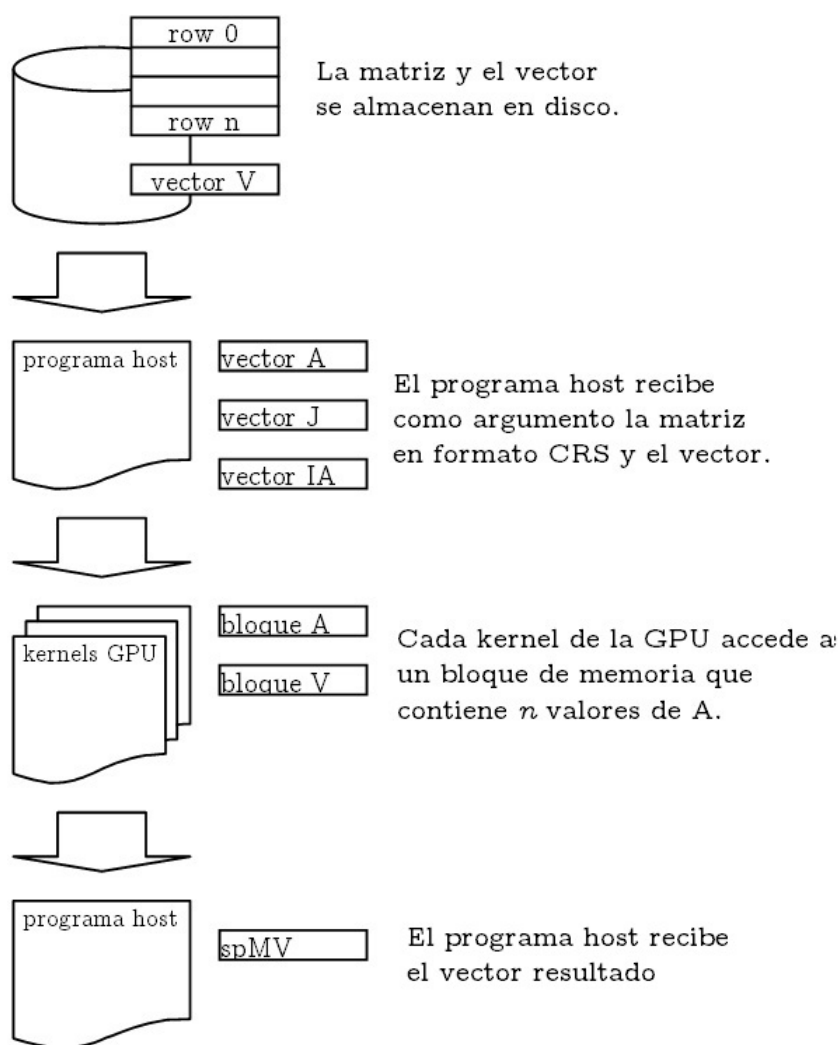 row 0
row n
vector V
La matriz y el vector
se almacenan en disco.
programa host
vector A
vector J
vector IA
El programa host recibe
como argumento la matriz
en formato CRS y el vector.
kernels GPU
bloque A
bloque V
Cada kernel de la GPU accede a
un bloque de memoria que
contiene n valores de A.
programa host
spMV
El programa host recibe
el vector resultado